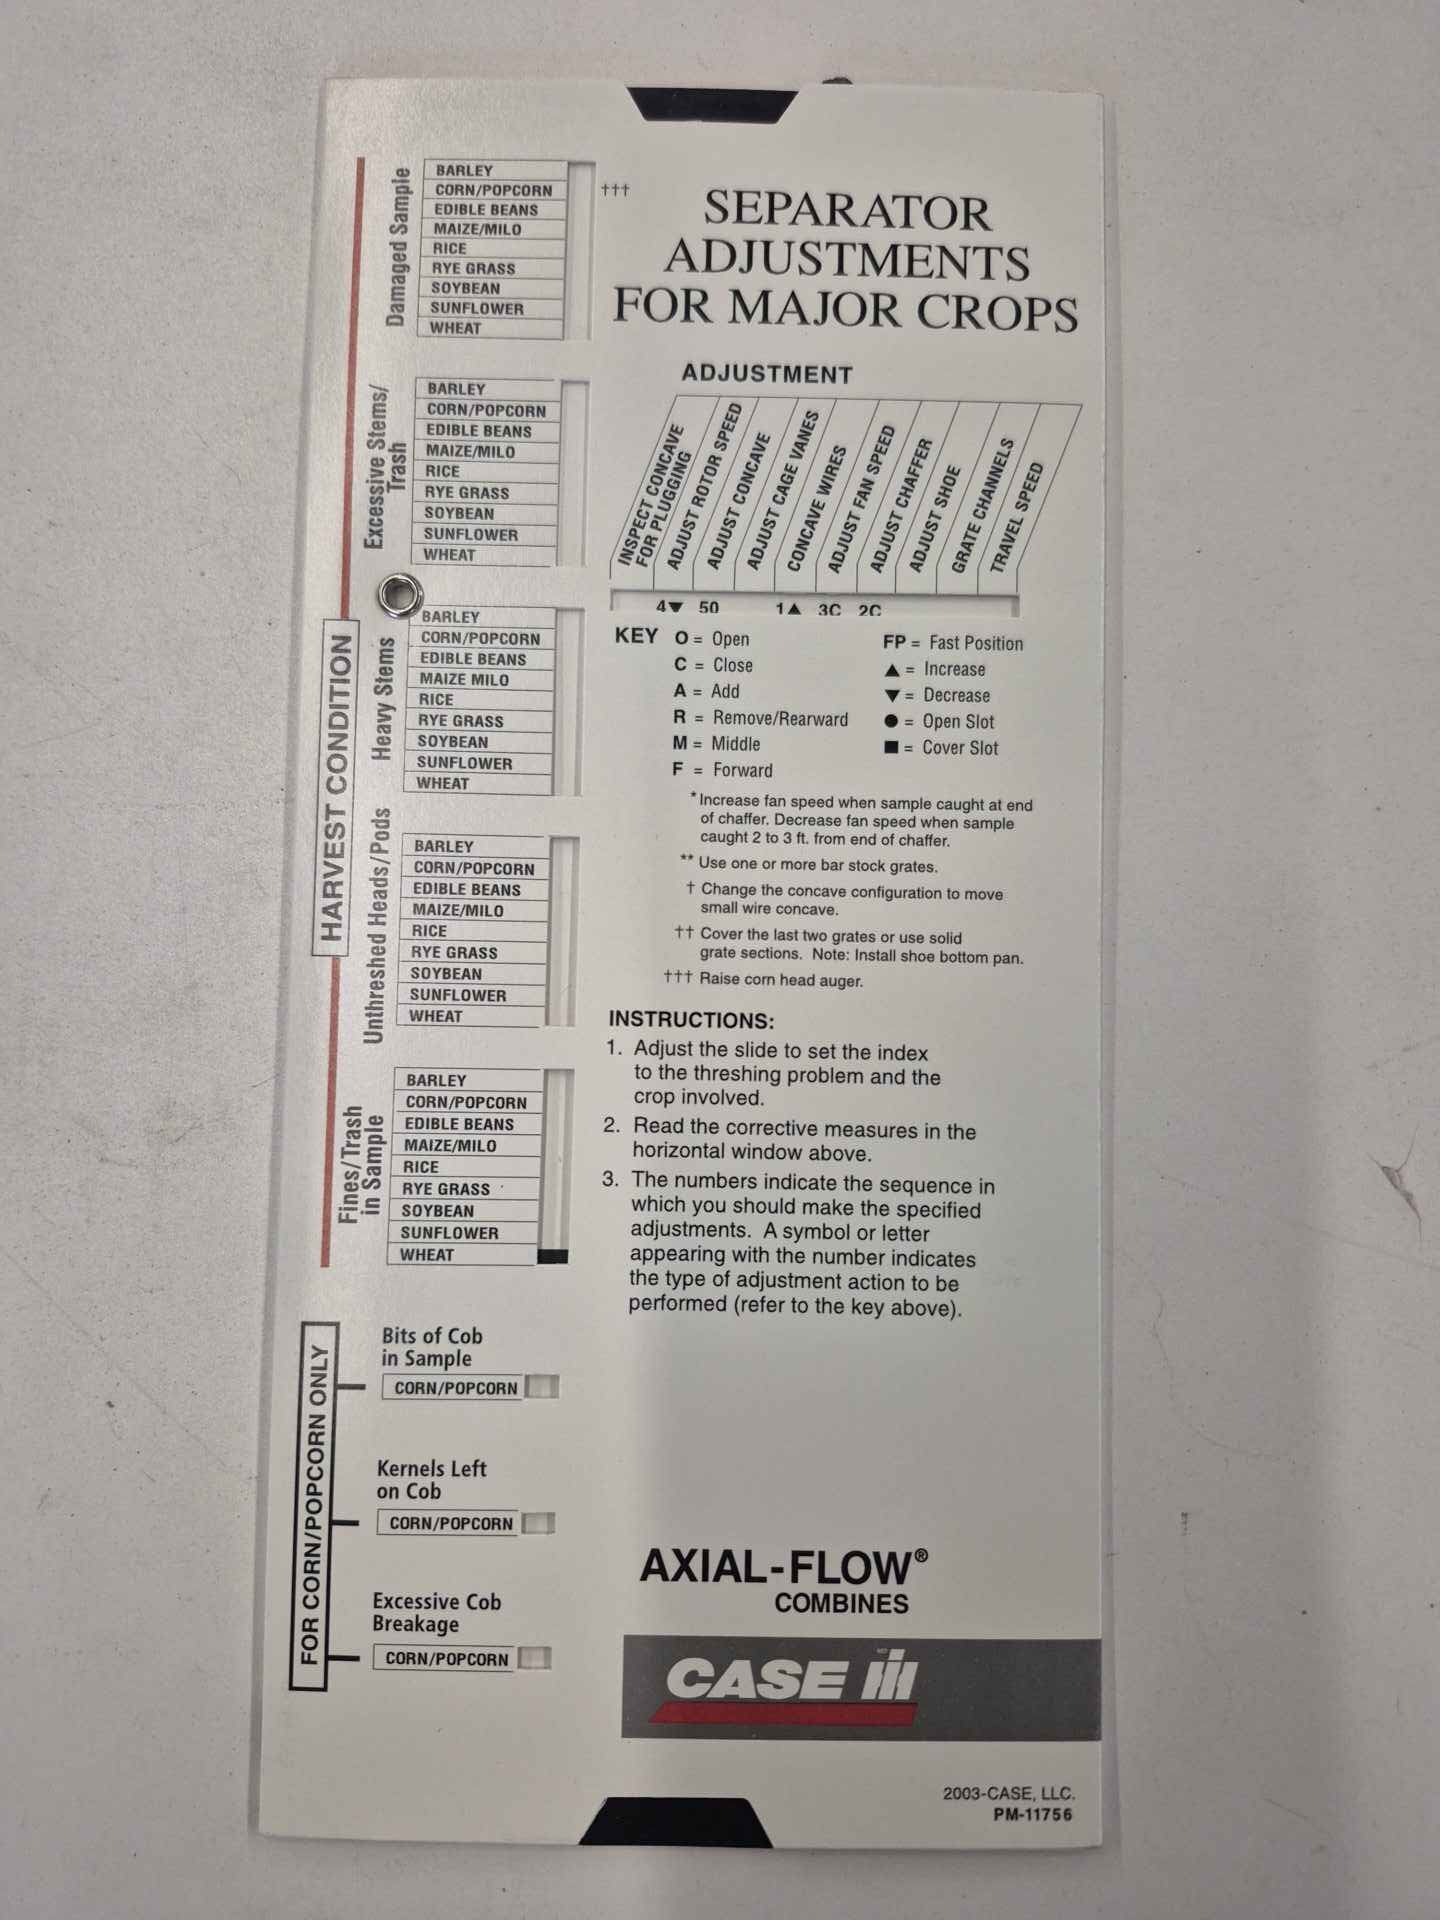 SEPARATOR
ADJUSTMENTS
FOR MAJOR CROPS
HARVEST CONDITION
Damaged Sample
BARLEY
CORN/POPCORN †††
EDIBLE BEANS
MAIZE/MILO
RICE
RYE GRASS
SOYBEAN
SUNFLOWER
WHEAT
Excessive Stems/
Trash
BARLEY
CORN/POPCORN
EDIBLE BEANS
MAIZE/MILO
RICE
RYE GRASS
SOYBEAN
SUNFLOWER
WHEAT
Heavy Stems
BARLEY
CORN/POPCORN
EDIBLE BEANS
MAIZE MILO
RICE
RYE GRASS
SOYBEAN
SUNFLOWER
WHEAT
Unthreshed Heads/Pods
BARLEY
CORN/POPCORN
EDIBLE BEANS
MAIZE/MILO
RICE
RYE GRASS
SOYBEAN
SUNFLOWER
WHEAT
Fines/Trash
in Sample
BARLEY
CORN/POPCORN
EDIBLE BEANS
MAIZE/MILO
RICE
RYE GRASS
SOYBEAN
SUNFLOWER
WHEAT
FOR CORN/POPCORN ONLY
Bits of Cob
in Sample
CORN/POPCORN
Kernels Left
on Cob
CORN/POPCORN
Excessive Cob
Breakage
CORN/POPCORN
ADJUSTMENT
INSPECT CONCAVE
FOR PLUGGING
ADJUST ROTOR SPEED
ADJUST CONCAVE
ADJUST CAGE VANES
CONCAVE WIRES
ADJUST FAN SPEED
ADJUST CHAFFER
ADJUST SHOE
GRATE CHANNELS
TRAVEL SPEED
4▼ 5O 1▲ 3C 2C
KEY O = Open
C = Close
A = Add
R = Remove/Rearward
M = Middle
F = Forward
FP = Fast Position
▲ = Increase
▼ = Decrease
● = Open Slot
■ = Cover Slot
* Increase fan speed when sample caught at end
of chaffer. Decrease fan speed when sample
caught 2 to 3 ft. from end of chaffer.
** Use one or more bar stock grates.
† Change the concave configuration to move
small wire concave.
†† Cover the last two grates or use solid
grate sections. Note: Install shoe bottom pan.
††† Raise corn head auger.
INSTRUCTIONS:
1. Adjust the slide to set the index
to the threshing problem and the
crop involved.
2. Read the corrective measures in the
horizontal window above.
3. The numbers indicate the sequence in
which you should make the specified
adjustments. A symbol or letter
appearing with the number indicates
the type of adjustment action to be
performed (refer to the key above).
AXIAL-FLOW®
COMBINES
CASE IH
2003-CASE, LLC.
PM-11756